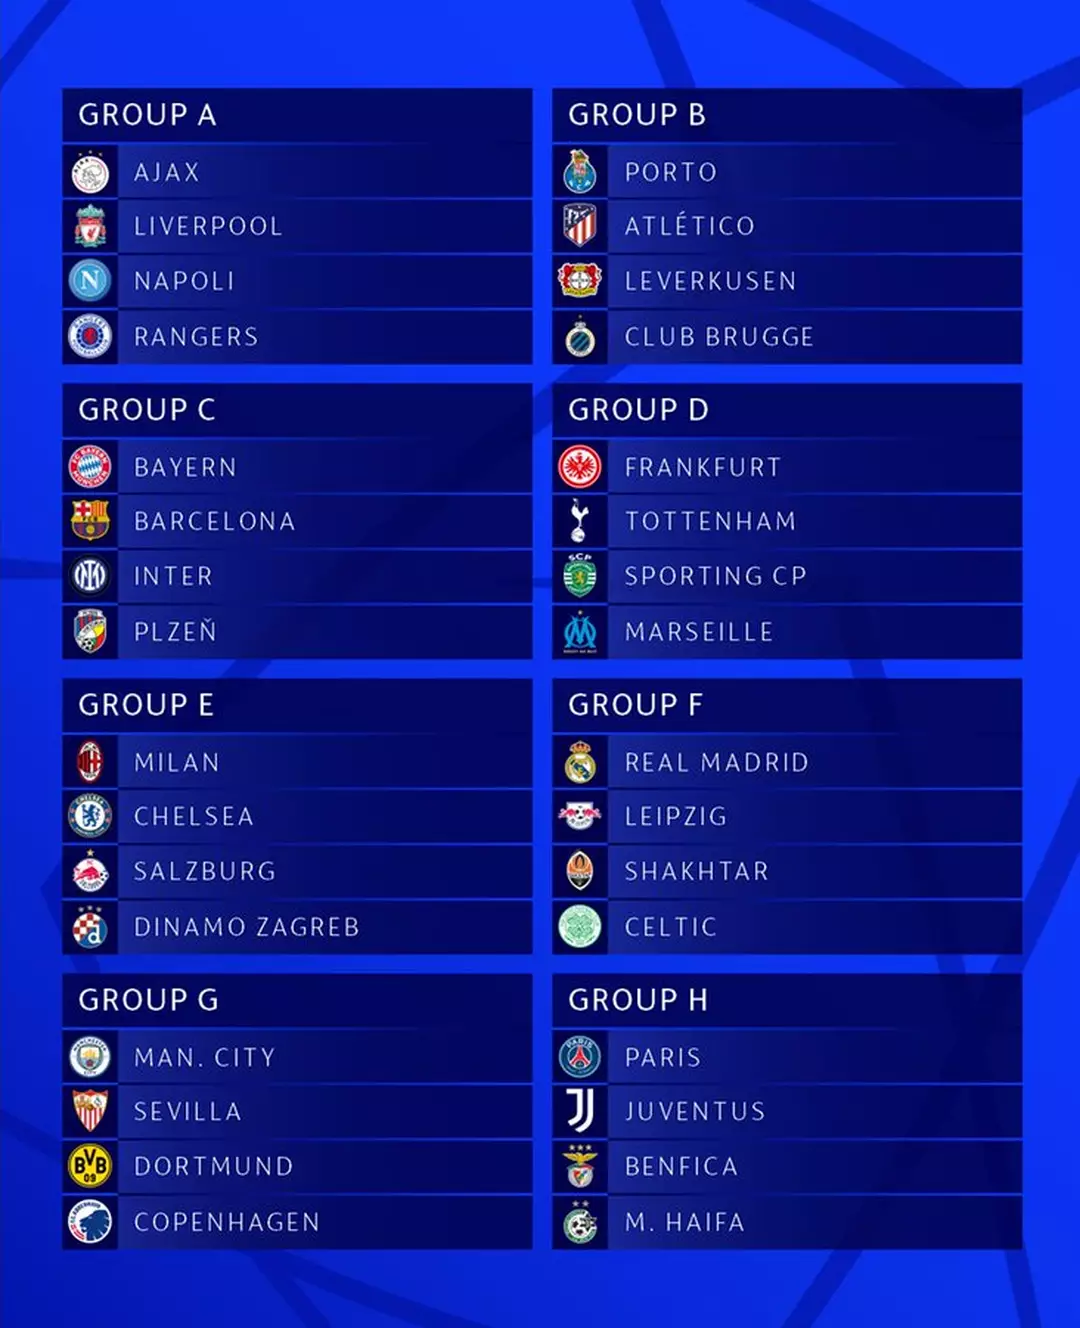 GROUP A
AJAX
LIVERPOOL
NAPOLI
RANGERS
GROUP B
PORTO
ATLÉTICO
LEVERKUSEN
CLUB BRUGGE
GROUP C
BAYERN
BARCELONA
INTER
PLZEŇ
GROUP D
FRANKFURT
TOTTENHAM
SPORTING CP
MARSEILLE
GROUP E
MILAN
CHELSEA
SALZBURG
DINAMO ZAGREB
GROUP F
REAL MADRID
LEIPZIG
SHAKHTAR
CELTIC
GROUP G
MAN. CITY
SEVILLA
DORTMUND
COPENHAGEN
GROUP H
PARIS
JUVENTUS
BENFICA
M. HAIFA